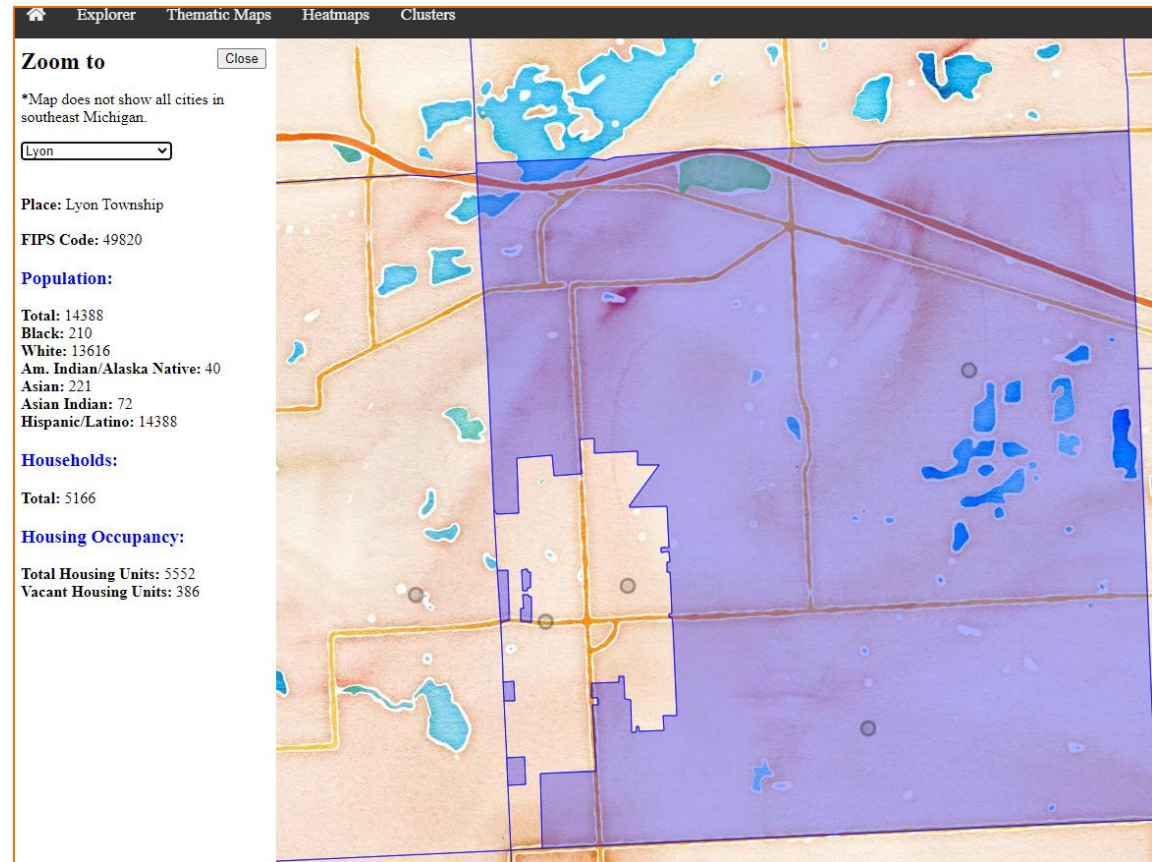 Explorer Thematic Maps Heatmaps Clusters
Zoom to
Close
*Map does not show all cities in
southeast Michigan.
Lyon
Place: Lyon Township
FIPS Code: 49820
Population:
Total: 14388
Black: 210
White: 13616
Am. Indian/Alaska Native: 40
Asian: 221
Asian Indian: 72
Hispanic/Latino: 14388
Households:
Total: 5166
Housing Occupancy:
Total Housing Units: 5552
Vacant Housing Units: 386